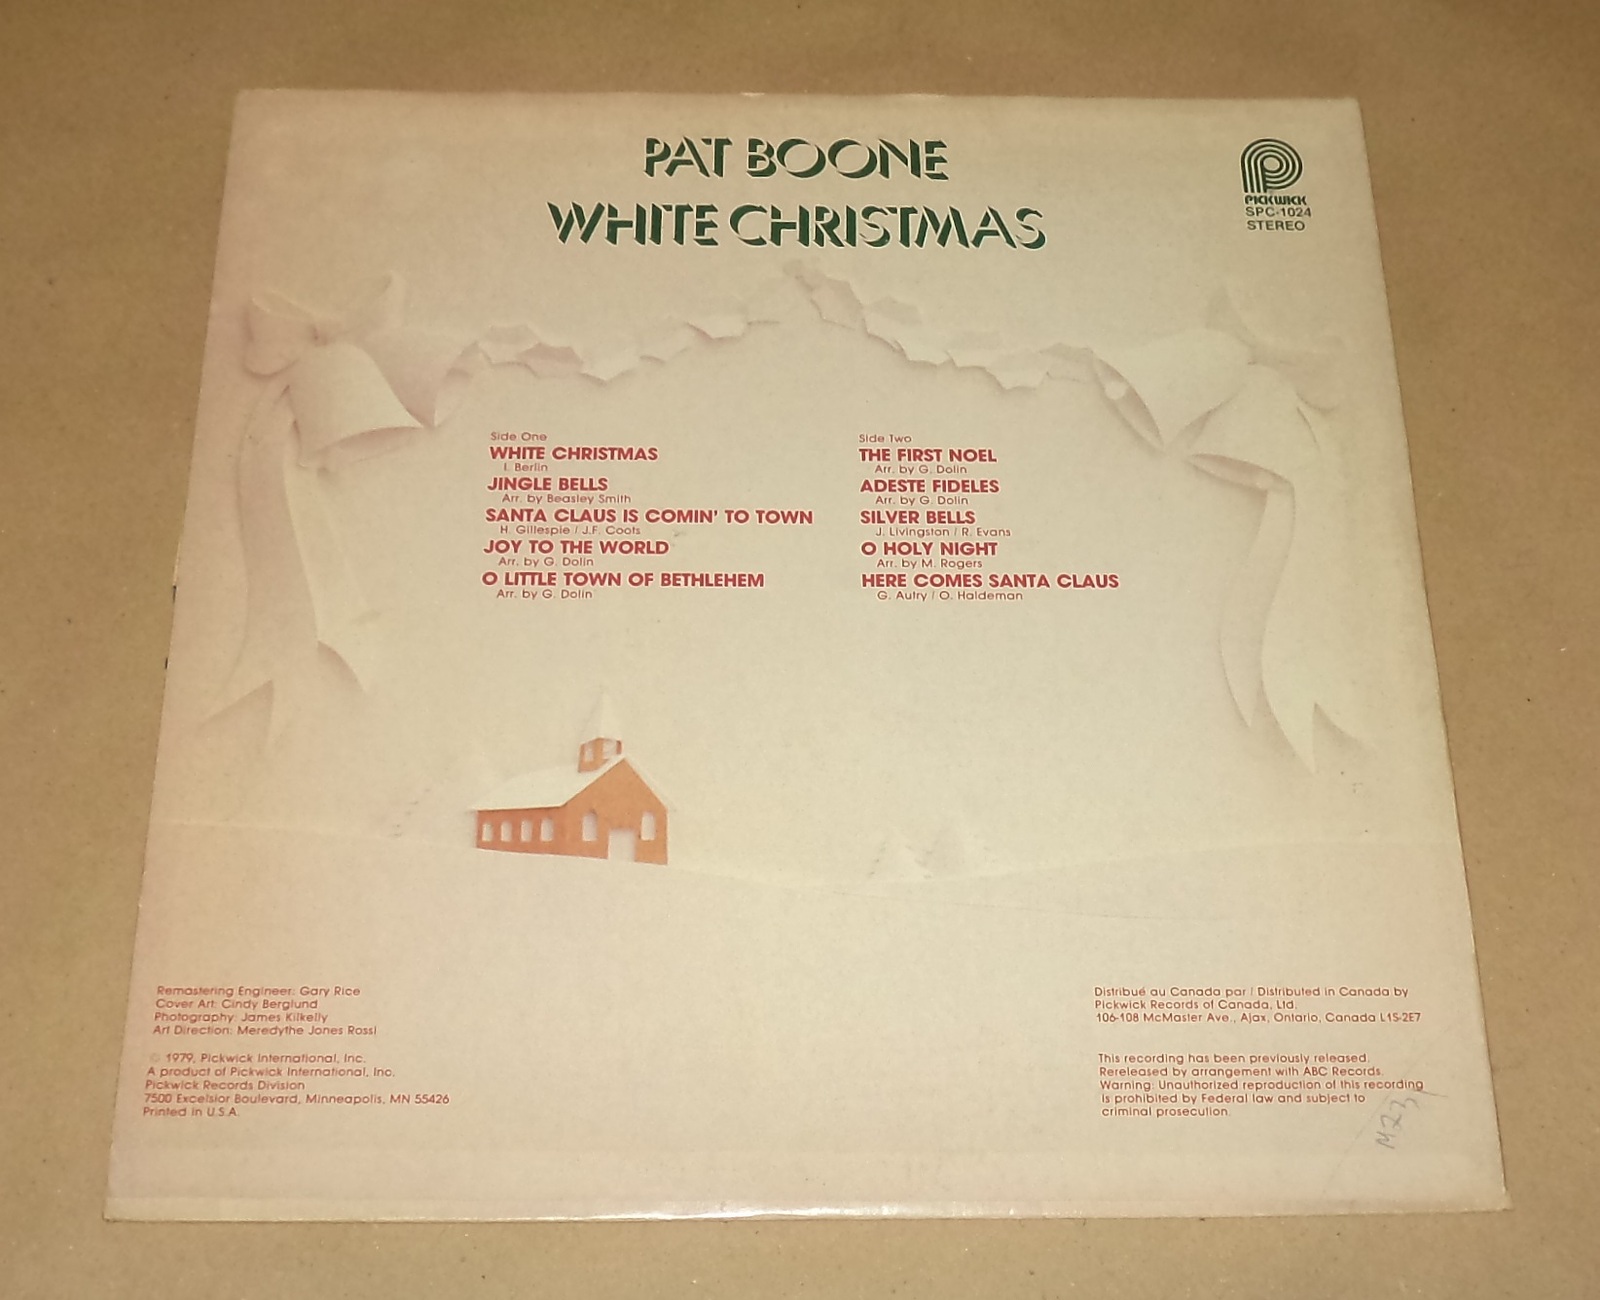 PAT BOONE
WHITE CHRISTMAS
PICKWICK
SPC-1024
STEREO
Side One
WHITE CHRISTMAS
I. Berlin
JINGLE BELLS
Arr. by Beasley Smith
SANTA CLAUS IS COMIN' TO TOWN
H. Gillespie / J.F. Coots
JOY TO THE WORLD
Arr. by G. Dolin
O LITTLE TOWN OF BETHLEHEM
Arr. by G. Dolin
Side Two
THE FIRST NOEL
Arr. by G. Dolin
ADESTE FIDELES
Arr. by G. Dolin
SILVER BELLS
J. Livingston / R. Evans
O HOLY NIGHT
Arr. by M. Rogers
HERE COMES SANTA CLAUS
G. Autry / O. Haldeman
Remastering Engineer: Gary Rice
Cover Art: Cindy Berglund
Photography: James Kilkelly
Art Direction: Meredythe Jones Rossi
© 1979, Pickwick International, Inc.
A product of Pickwick International, Inc.
Pickwick Records Division
7500 Excelsior Boulevard, Minneapolis, MN 55426
Printed in U.S.A.
Distribué au Canada par / Distributed in Canada by
Pickwick Records of Canada, Ltd.
106-108 McMaster Ave., Ajax, Ontario, Canada L1S-2E7
This recording has been previously released.
Rereleased by arrangement with ABC Records.
Warning: Unauthorized reproduction of this recording
is prohibited by Federal law and subject to
criminal prosecution.
M23